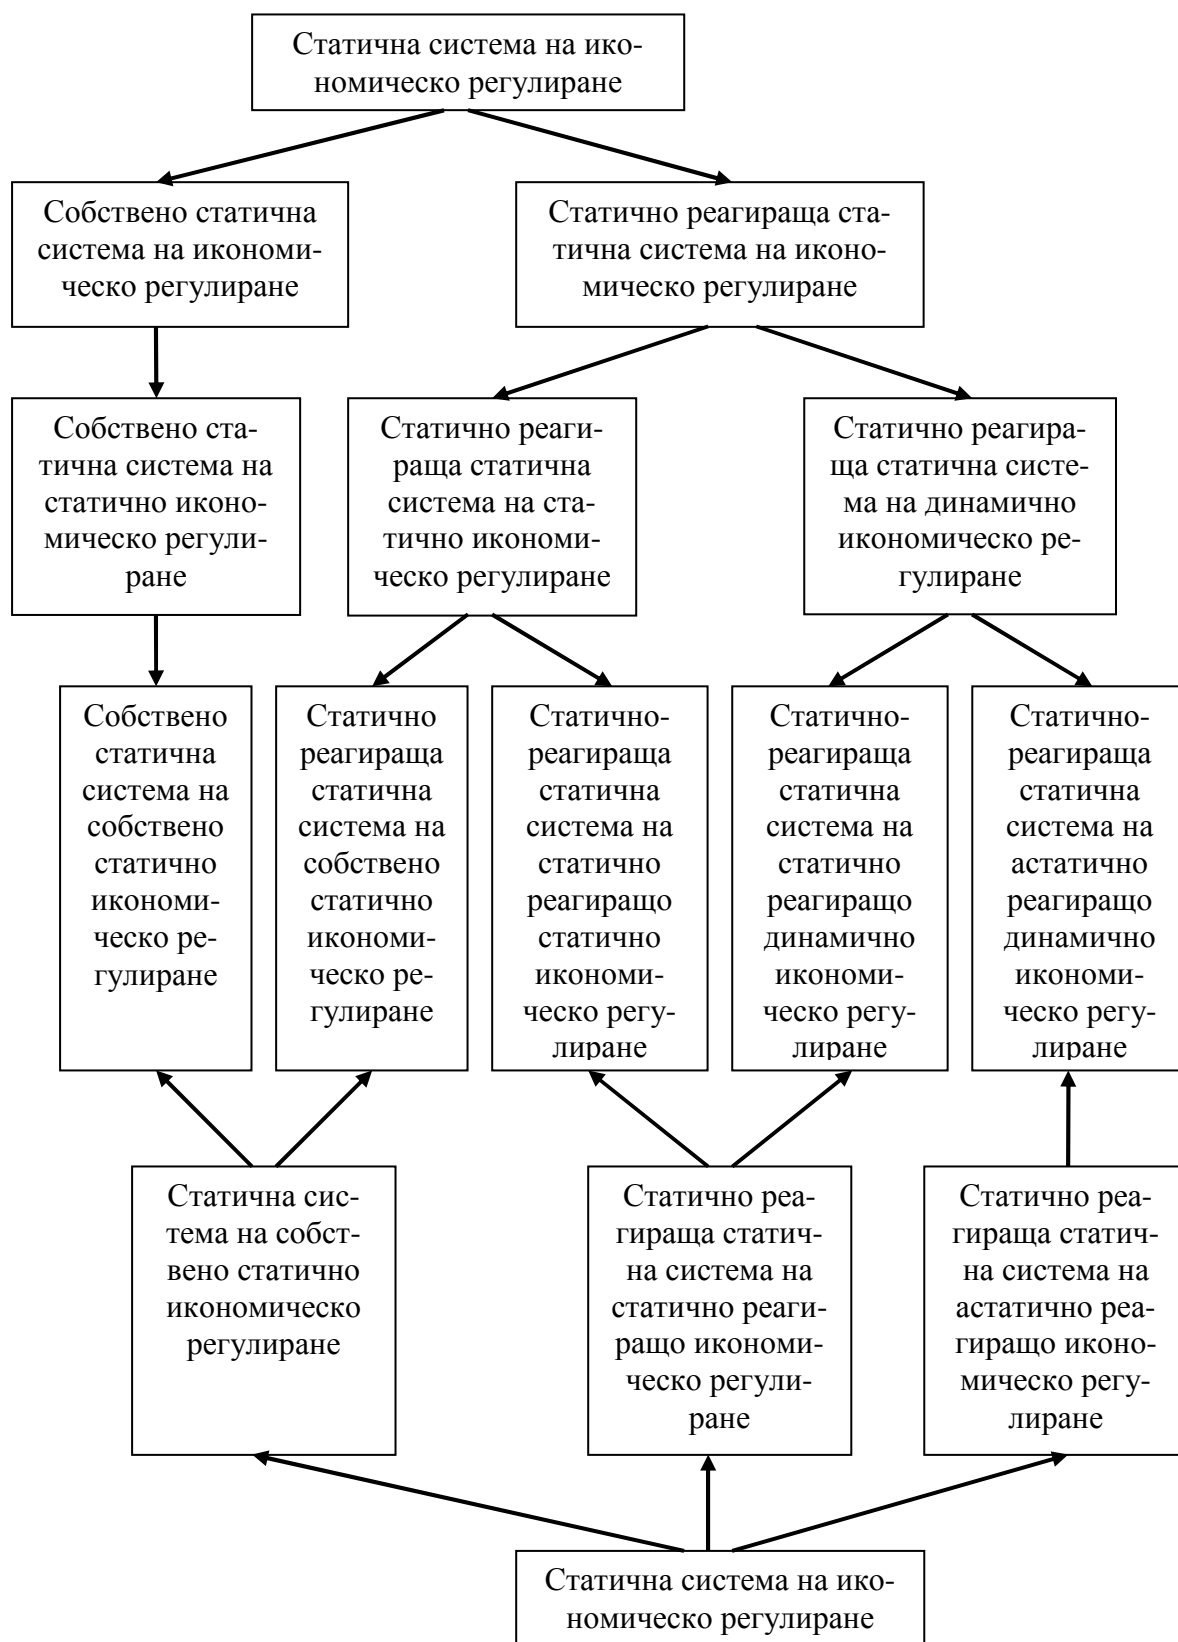 Статична система на ико-
номическо регулиране
Собствено статична
система на икономи-
ческо регулиране
Статично реагираща ста-
тична система на иконо-
мическо регулиране
Собствено ста-
тична система на
статично иконо-
мическо регули-
ране
Статично реаги-
раща статична
система на ста-
тично икономи-
ческо регулиране
Статично реагира-
ща статична систе-
ма на динамично
икономическо ре-
гулиране
Собствено
статична
система на
собствено
статично
икономи-
ческо ре-
гулиране
Статично
реагираща
статична
система на
собствено
статично
икономи-
ческо ре-
гулиране
Статично-
реагираща
статична
система на
статично
реагиращо
статично
икономи-
ческо регу-
лиране
Статично-
реагираща
статична
система на
статично
реагиращо
динамично
икономи-
ческо регу-
лиране
Статично-
реагираща
статична
система на
астатично
реагиращо
динамично
икономи-
ческо регу-
лиране
Статична сис-
тема на собст-
вено статично
икономическо
регулиране
Статично реа-
гираща статич-
на система на
статично реаги-
ращо икономи-
ческо регули-
ране
Статично реа-
гираща статич-
на система на
астатично реа-
гиращо иконо-
мическо регу-
лиране
Статична система на ико-
номическо регулиране